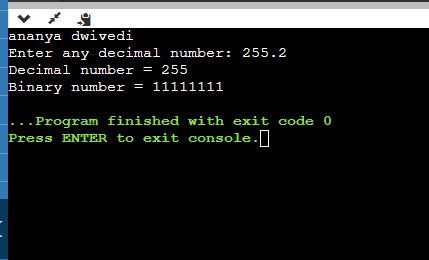 ananya dwivedi
Enter any decimal number: 255.2
Decimal number = 255
Binary number = 11111111
...Program finished with exit code 0
Press ENTER to exit console.